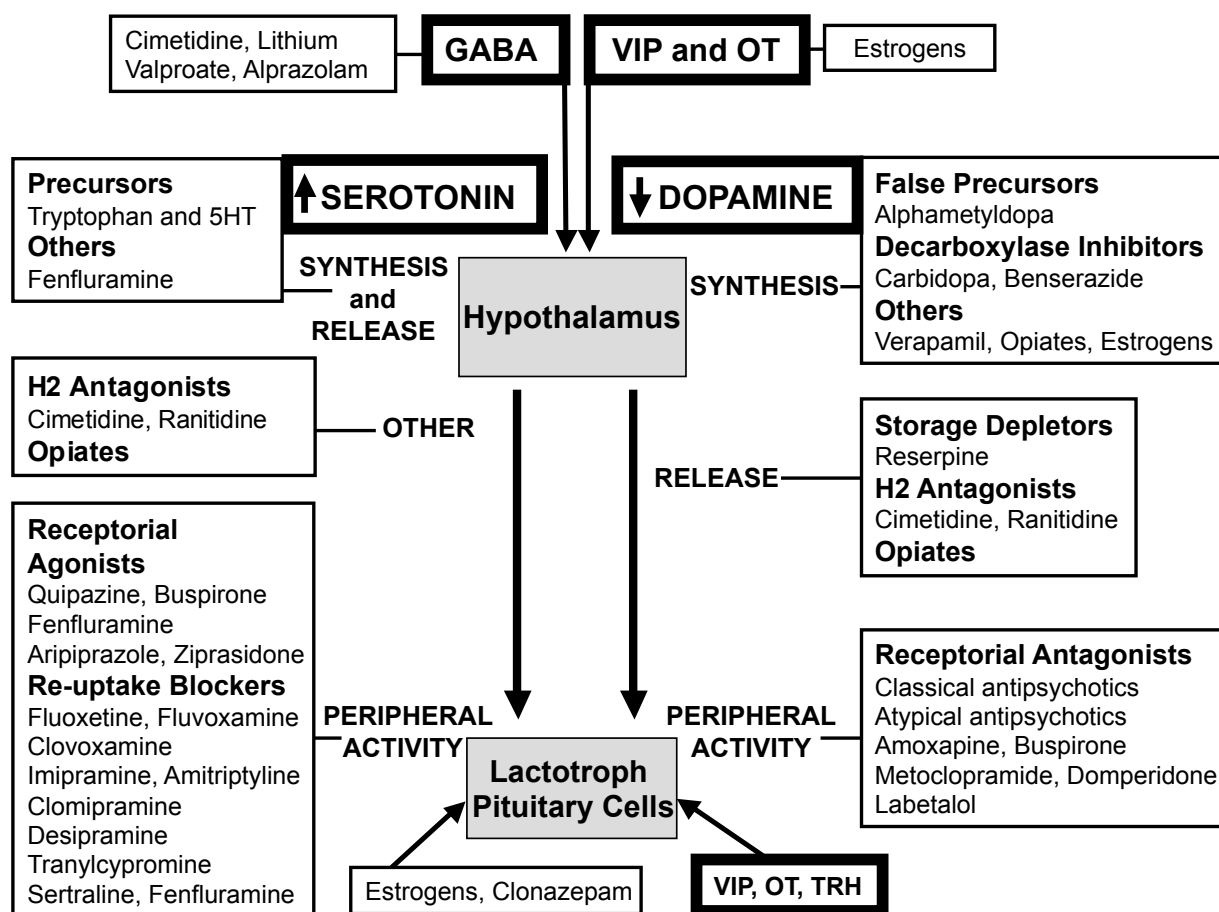 Cimetidine, Lithium
Valproate, Alprazolam
GABA
VIP and OT
Estrogens
Precursors
Tryptophan and 5HT
Others
Fenfluramine
SEROTONIN
SYNTHESIS
and
RELEASE
DOPAMINE
SYNTHESIS
False Precursors
Alphametyldopa
Decarboxylase Inhibitors
Carbidopa, Benserazide
Others
Verapamil, Opiates, Estrogens
Hypothalamus
H2 Antagonists
Cimetidine, Ranitidine
Opiates
OTHER
RELEASE
Storage Depletors
Reserpine
H2 Antagonists
Cimetidine, Ranitidine
Opiates
Receptorial
Agonists
Quipazine, Buspirone
Fenfluramine
Aripiprazole, Ziprasidone
Re-uptake Blockers
Fluoxetine, Fluvoxamine
Clovoxamine
Imipramine, Amitriptyline
Clomipramine
Desipramine
Tranylcypromine
Sertraline, Fenfluramine
PERIPHERAL
ACTIVITY
PERIPHERAL
ACTIVITY
Receptorial Antagonists
Classical antipsychotics
Atypical antipsychotics
Amoxapine, Buspirone
Metoclopramide, Domperidone
Labetalol
Lactotroph
Pituitary Cells
Estrogens, Clonazepam
VIP, OT, TRH